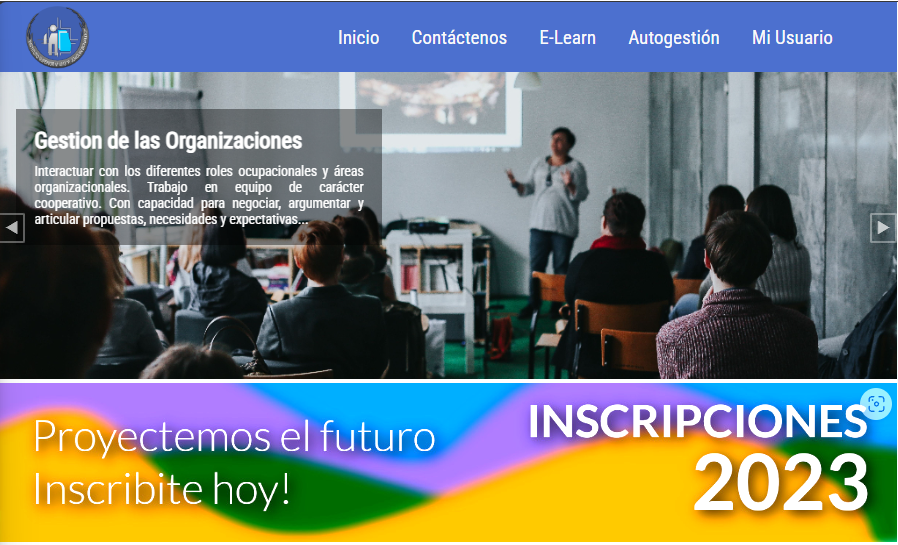 Inicio Contáctenos E-Learn Autogestión Mi Usuario
Gestion de las Organizaciones
Interactuar con los diferentes roles ocupacionales y áreas
organizacionales. Trabajo en equipo de carácter
cooperativo. Con capacidad para negociar, argumentar y
articular propuestas, necesidades y expectativas...
Proyectemos el futuro
Inscribite hoy!
INSCRIPCIONES
2023